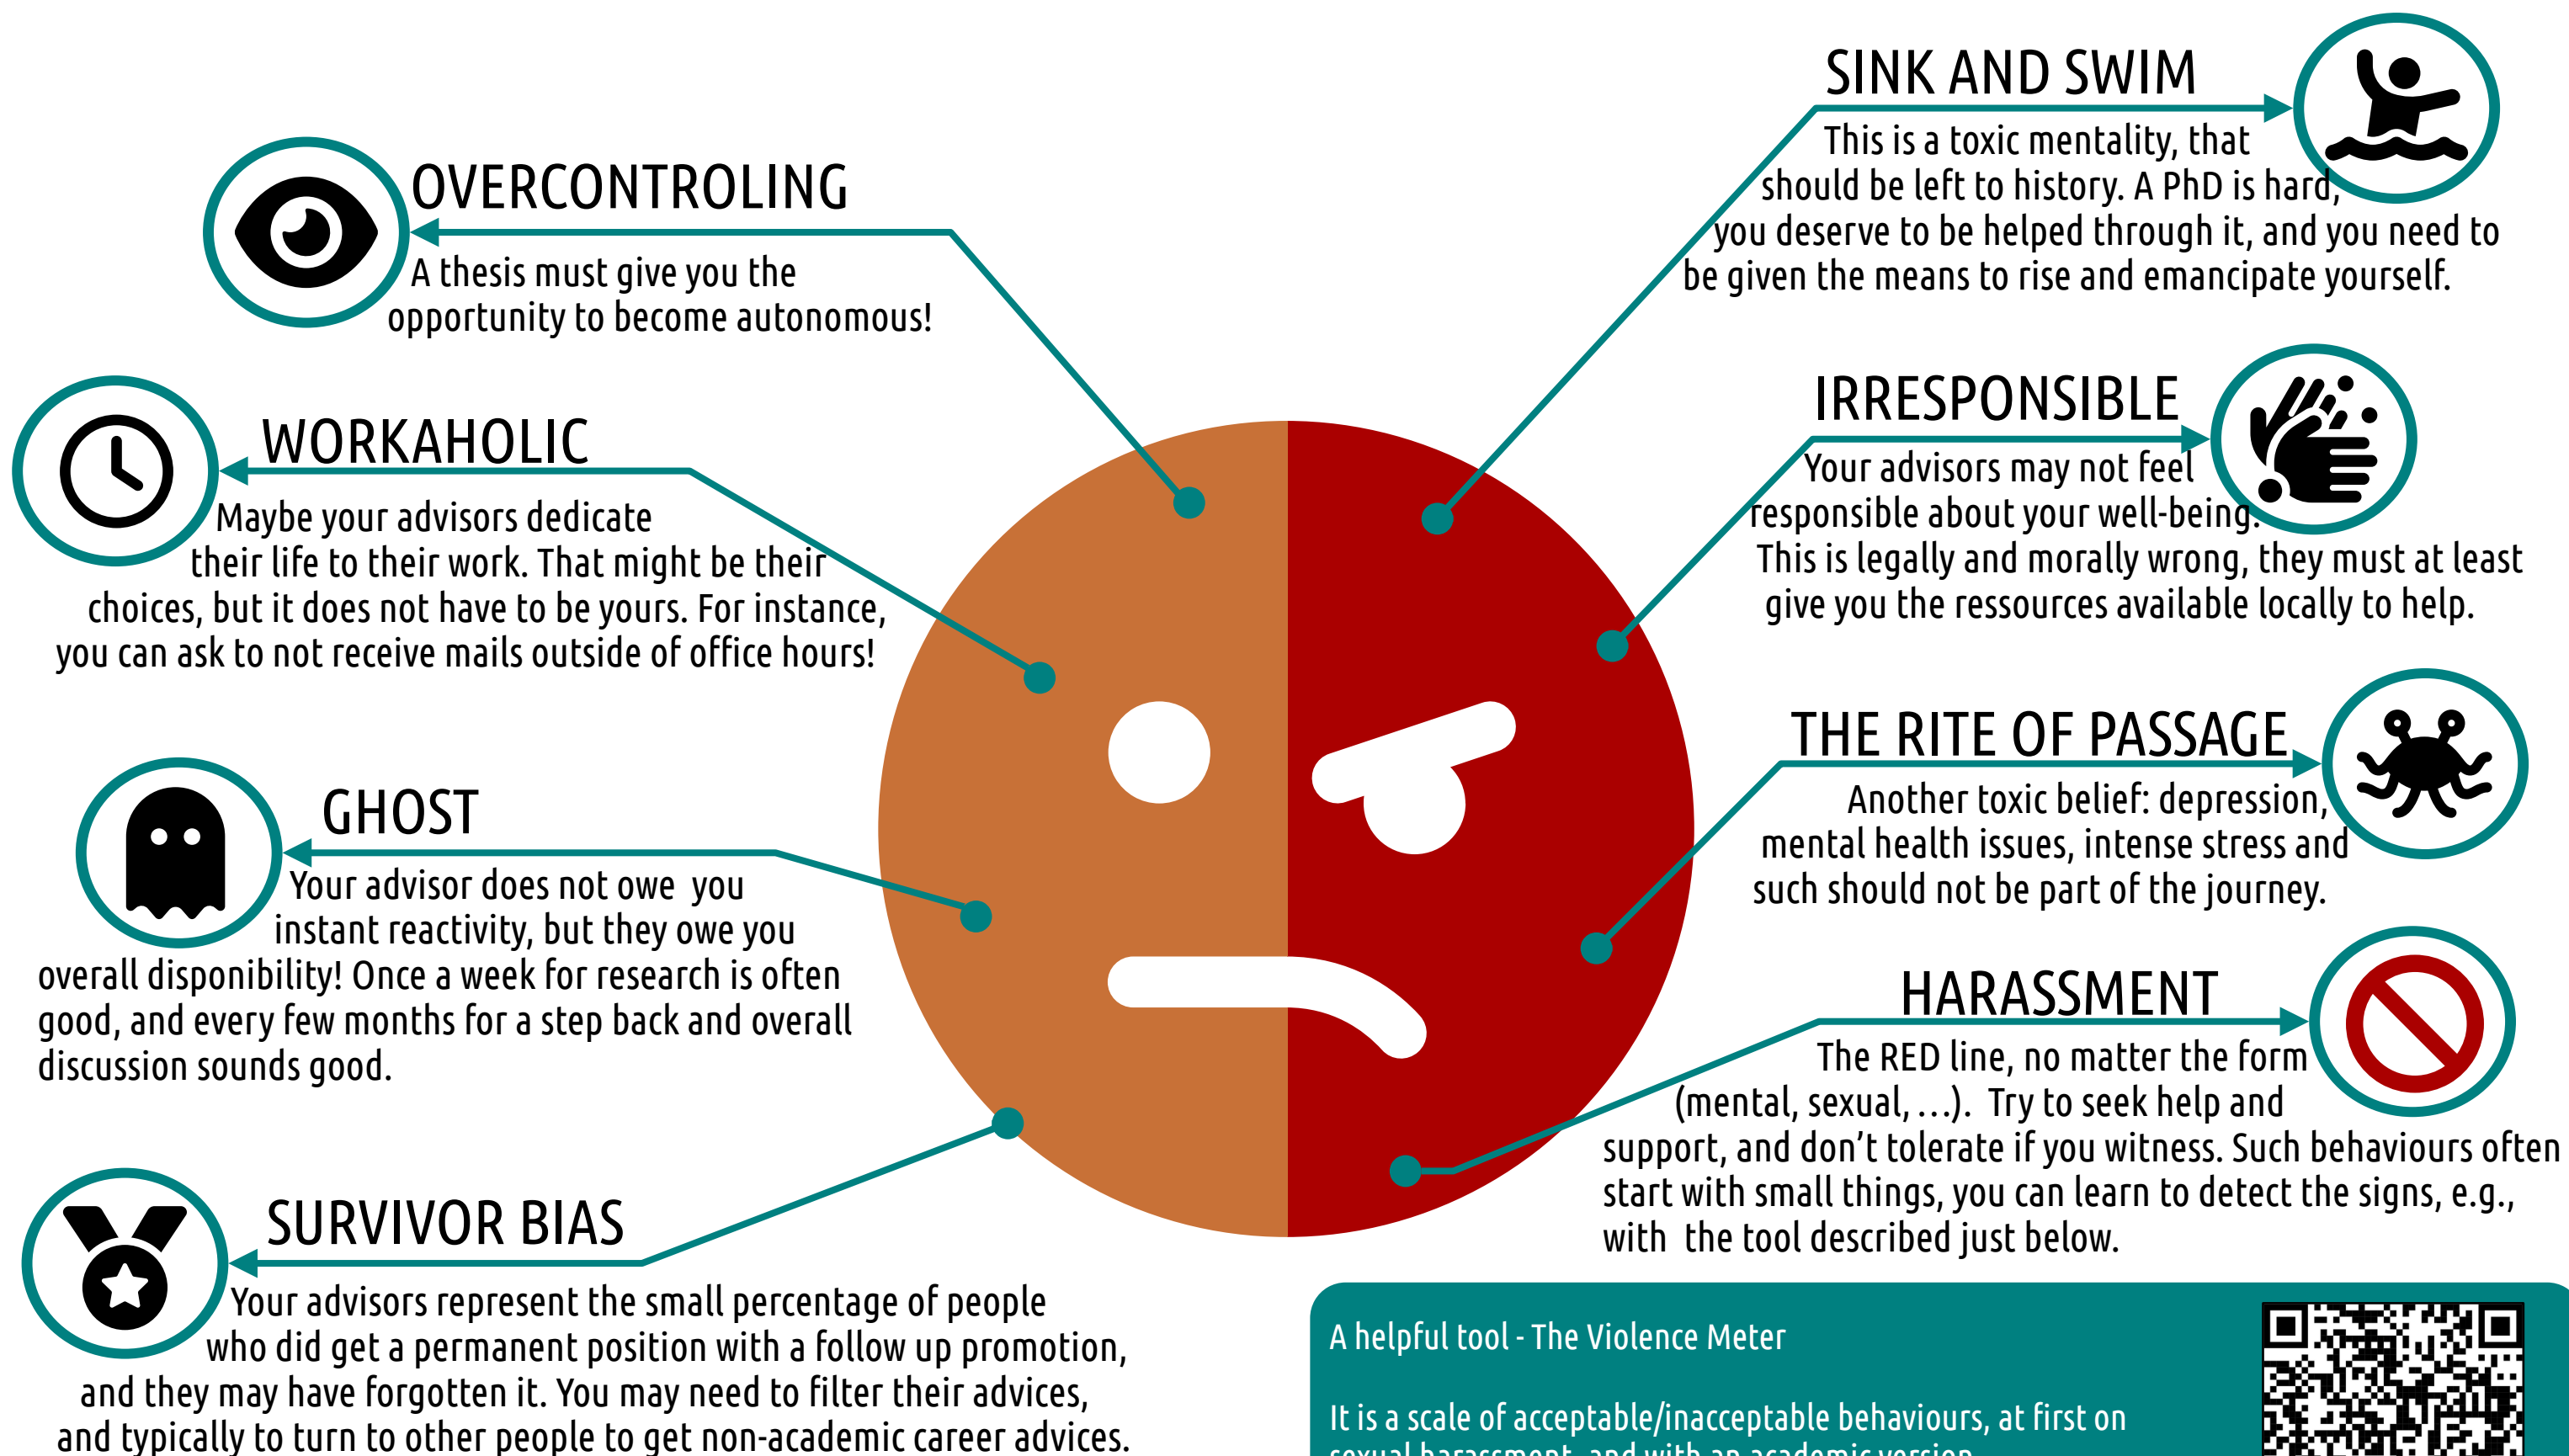 OVERCONTROLING
A thesis must give you the
opportunity to become autonomous!
WORKAHOLIC
Maybe your advisors dedicate
their life to their work. That might be their
choices, but it does not have to be yours. For instance,
you can ask to not receive mails outside of office hours!
GHOST
Your advisor does not owe  you
instant reactivity, but they owe you
overall disponibility! Once a week for research is often
good, and every few months for a step back and overall
discussion sounds good.
SURVIVOR BIAS
Your advisors represent the small percentage of people
who did get a permanent position with a follow up promotion,
and they may have forgotten it. You may need to filter their advices,
and typically to turn to other people to get non-academic career advices.
SINK AND SWIM
This is a toxic mentality, that
should be left to history. A PhD is hard,
you deserve to be helped through it, and you need to
be given the means to rise and emancipate yourself.
IRRESPONSIBLE
Your advisors may not feel
responsible about your well-being.
This is legally and morally wrong, they must at least
give you the ressources available locally to help.
THE RITE OF PASSAGE
Another toxic belief: depression,
mental health issues, intense stress and
such should not be part of the journey.
HARASSMENT
The RED line, no matter the form
(mental, sexual, …).  Try to seek help and
support, and don’t tolerate if you witness. Such behaviours often
start with small things, you can learn to detect the signs, e.g.,
with  the tool described just below.
A helpful tool - The Violence Meter
It is a scale of acceptable/inacceptable behaviours, at first on
sexual harassment, and with an academic version